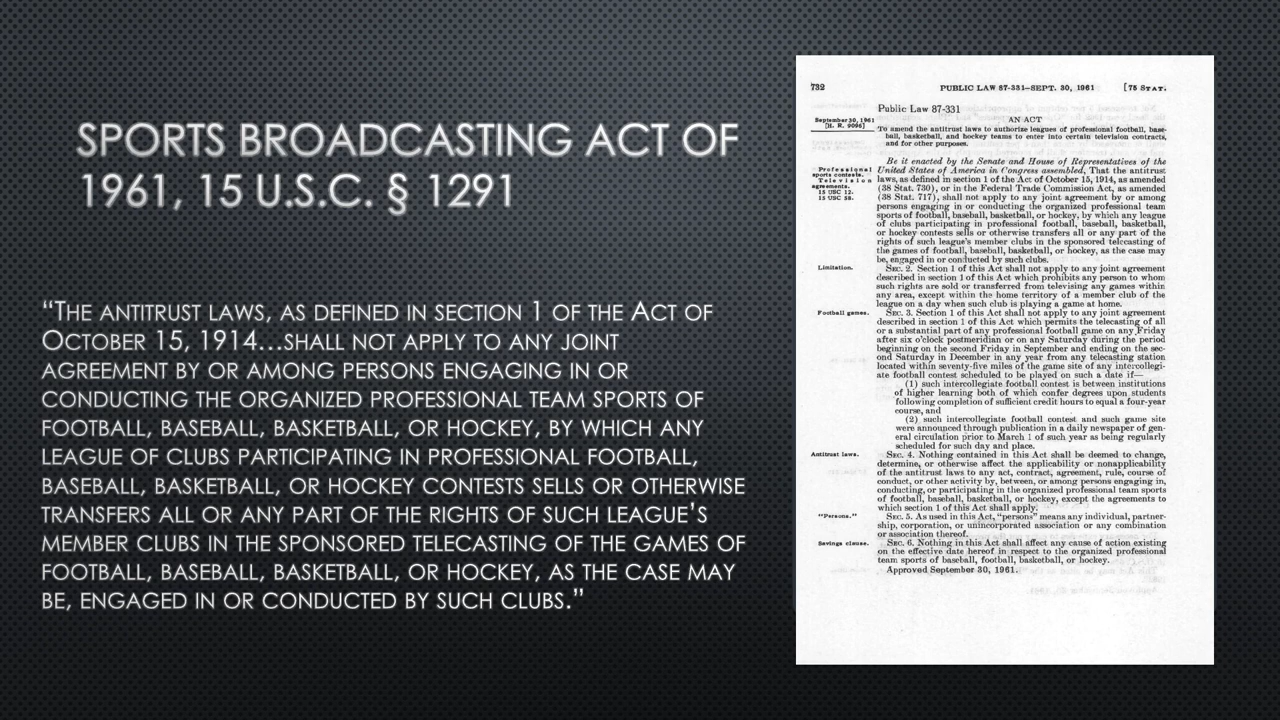 SPORTS BROADCASTING ACT OF
1961, 15 U.S.C. § 1291
“THE ANTITRUST LAWS, AS DEFINED IN SECTION 1 OF THE ACT OF
OCTOBER 15, 1914…SHALL NOT APPLY TO ANY JOINT
AGREEMENT BY OR AMONG PERSONS ENGAGING IN OR
CONDUCTING THE ORGANIZED PROFESSIONAL TEAM SPORTS OF
FOOTBALL, BASEBALL, BASKETBALL, OR HOCKEY, BY WHICH ANY
LEAGUE OF CLUBS PARTICIPATING IN PROFESSIONAL FOOTBALL,
BASEBALL, BASKETBALL, OR HOCKEY CONTESTS SELLS OR OTHERWISE
TRANSFERS ALL OR ANY PART OF THE RIGHTS OF SUCH LEAGUE’S
MEMBER CLUBS IN THE SPONSORED TELECASTING OF THE GAMES OF
FOOTBALL, BASEBALL, BASKETBALL, OR HOCKEY, AS THE CASE MAY
BE, ENGAGED IN OR CONDUCTED BY SUCH CLUBS.”
732 PUBLIC LAW 87-331–SEPT. 30, 1961 [75 STAT.
Public Law 87-331
September 30, 1961
[H. R. 9096]
AN ACT
To amend the antitrust laws to authorize leagues of professional football, base-
ball, basketball, and hockey teams to enter into certain television contracts,
and for other purposes.
Professional
sports contests.
Television
agreements.
15 USC 12.
15 USC 58.
Be it enacted by the Senate and House of Representatives of the
United States of America in Congress assembled, That the antitrust
laws, as defined in section 1 of the Act of October 15, 1914, as amended
(38 Stat. 730), or in the Federal Trade Commission Act, as amended
(38 Stat. 717), shall not apply to any joint agreement by or among
persons engaging in or conducting the organized professional team
sports of football, baseball, basketball, or hockey, by which any league
of clubs participating in professional football, baseball, basketball,
or hockey contests sells or otherwise transfers all or any part of the
rights of such league's member clubs in the sponsored telecasting of
the games of football, baseball, basketball, or hockey, as the case may
be, engaged in or conducted by such clubs.
Limitation.
SEC. 2. Section 1 of this Act shall not apply to any joint agreement
described in section 1 of this Act which prohibits any person to whom
such rights are sold or transferred from televising any games within
any area, except within the home territory of a member club of the
league on a day when such club is playing a game at home.
Football games.
SEC. 3. Section 1 of this Act shall not apply to any joint agreement
described in section 1 of this Act which permits the telecasting of all
or a substantial part of any professional football game on any Friday
after six o'clock postmeridian or on any Saturday during the period
beginning on the second Friday in September and ending on the sec-
ond Saturday in December in any year from any telecasting station
located within seventy-five miles of the game site of any intercollegi-
ate football contest scheduled to be played on such a date if—
(1) such intercollegiate football contest is between institutions
of higher learning both of which confer degrees upon students
following completion of sufficient credit hours to equal a four-year
course, and
(2) such intercollegiate football contest and such game site
were announced through publication in a daily newspaper of gen-
eral circulation prior to March 1 of such year as being regularly
scheduled for such day and place.
Antitrust laws.
SEC. 4. Nothing contained in this Act shall be deemed to change,
determine, or otherwise affect the applicability or nonapplicability
of the antitrust laws to any act, contract, agreement, rule, course of
conduct, or other activity by, between, or among persons engaging in,
conducting, or participating in the organized professional team sports
of football, baseball, basketball, or hockey, except the agreements to
which section 1 of this Act shall apply.
"Persons."
SEC. 5. As used in this Act, "persons" means any individual, partner-
ship, corporation, or unincorporated association or any combination
or association thereof.
Savings clause.
SEC. 6. Nothing in this Act shall affect any cause of action existing
on the effective date hereof in respect to the organized professional
team sports of baseball, football, basketball, or hockey.
Approved September 30, 1961.